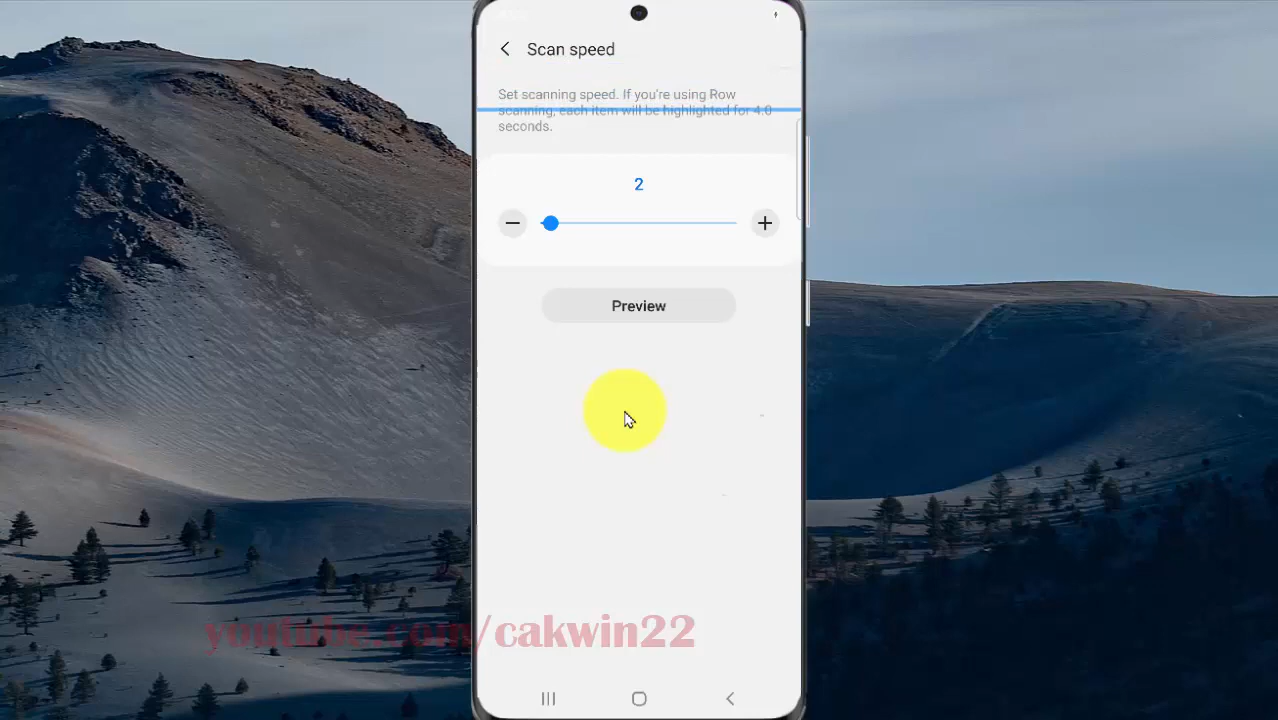 Scan speed
Set scanning speed. If you're using Row
scanning, each item will be highlighted for 4.0
seconds.
2
Preview
youtube.com/cakwin22